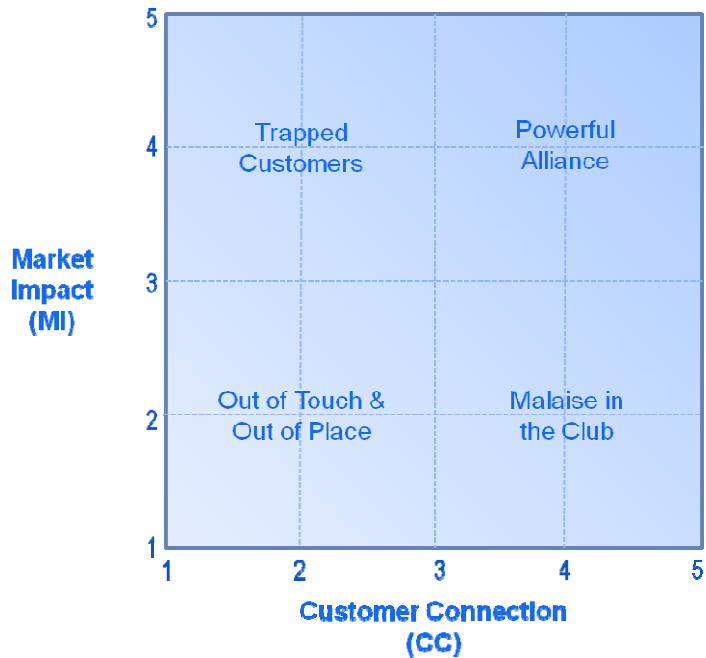 5
Trapped
Customers
Powerful
Alliance
4
Market
Impact
(MI)
3
Out of Touch &
Out of Place
Malaise in
the Club
2
1
1 2 3 4 5
Customer Connection
(CC)